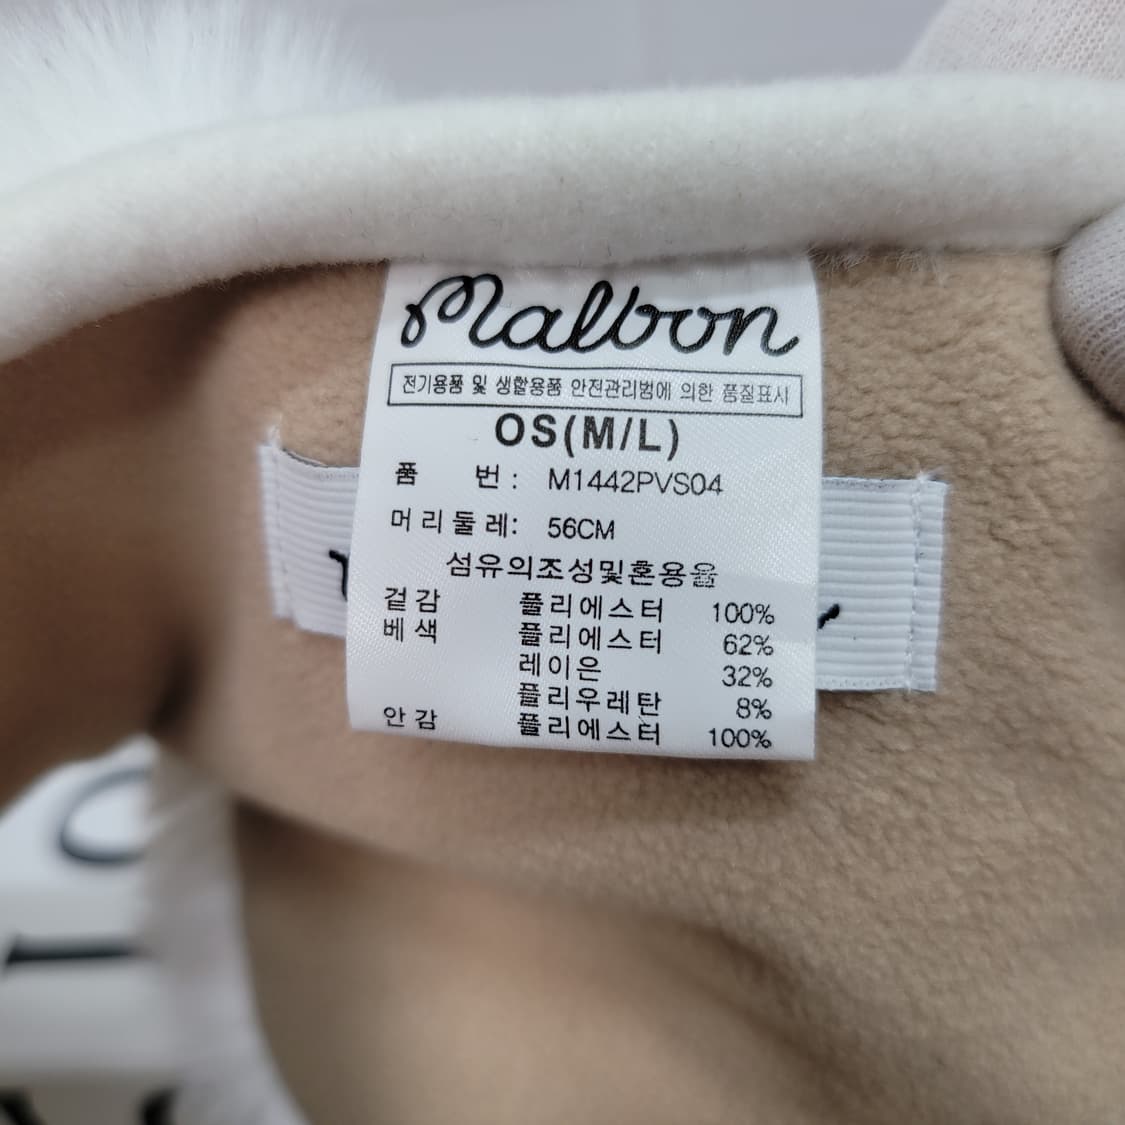 Malbon
전기용품 및 생활용품 안전관리법에 의한 품질표시
OS(M/L)
품 번: M1442PVS04
머리둘레: 56CM
섬유의조성및혼용율
겉감 폴리에스터 100%
베색 폴리에스터 62%
레이은 32%
폴리우레탄 8%
안감 폴리에스터 100%